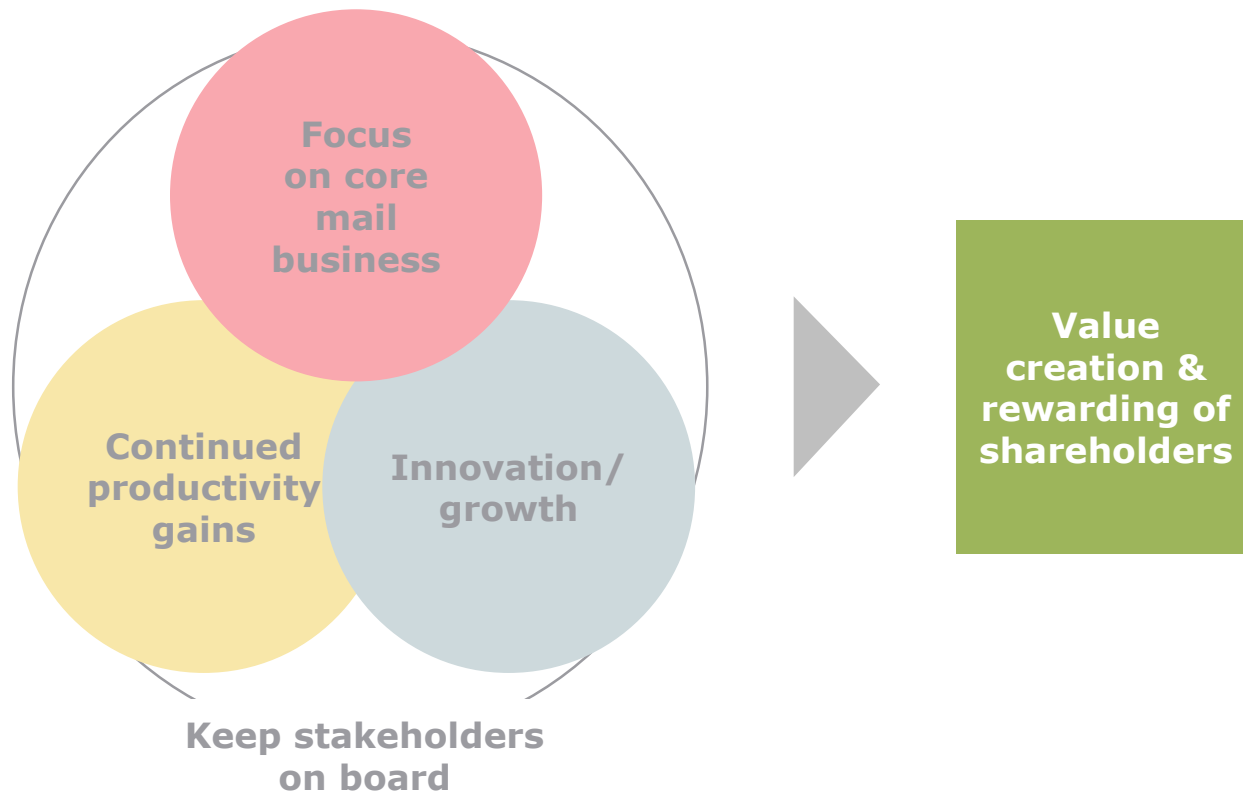 Focus
on core
mail
business
Continued
productivity
gains
Innovation/
growth
Keep stakeholders
on board
Value
creation &
rewarding of
shareholders